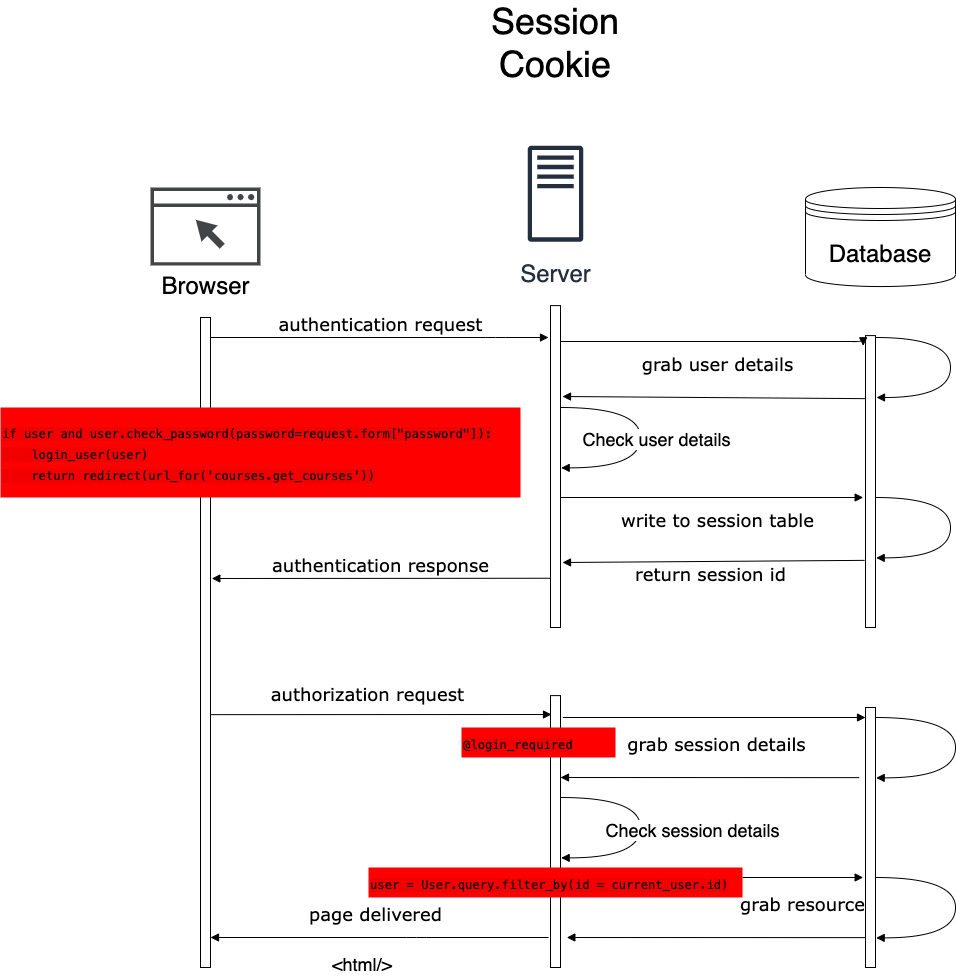 Session
Cookie
Browser
Server
Database
authentication request
grab user details
if user and user.check_password(password=request.form["password"]):
    login_user(user)
    return redirect(url_for('courses.get_courses'))
Check user details
write to session table
authentication response
return session id
authorization request
@login_required
grab session details
Check session details
user = User.query.filter_by(id = current_user.id)
grab resource
page delivered
<html/>